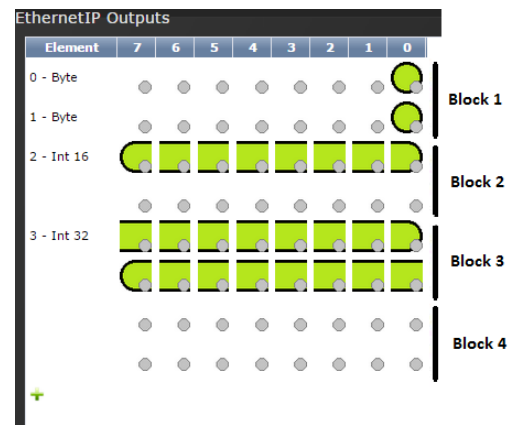 EthernetIP Outputs
Element 7 6 5 4 3 2 1 0
0 - Byte
Block 1
1 - Byte
2 - Int 16
Block 2
3 - Int 32
Block 3
Block 4